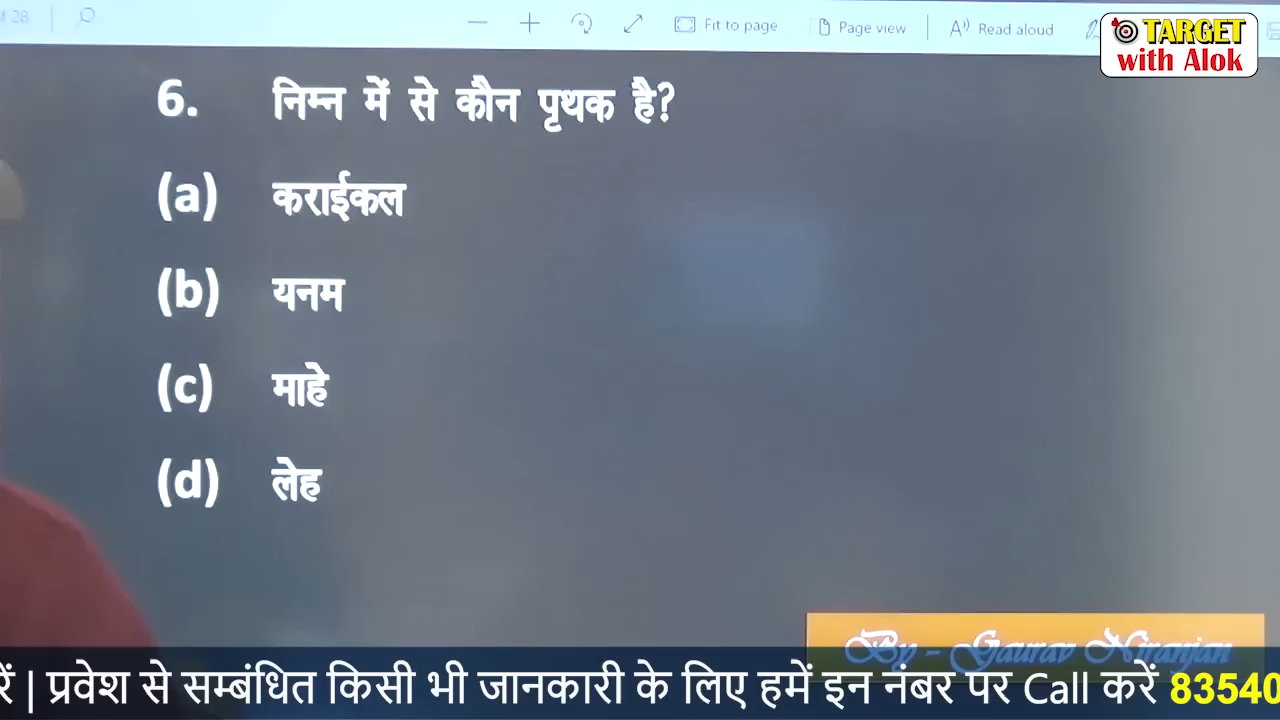 f 28
Fit to page
Page view
Read aloud
TARGET
with Alok
6. निम्न में से कौन पृथक है?
(a) कराईकल
(b) यनम
(c) माहे
(d) लेह
By - Gaurav Niranjan
रें | प्रवेश से सम्बंधित किसी भी जानकारी के लिए हमें इन नंबर पर Call करें 83540